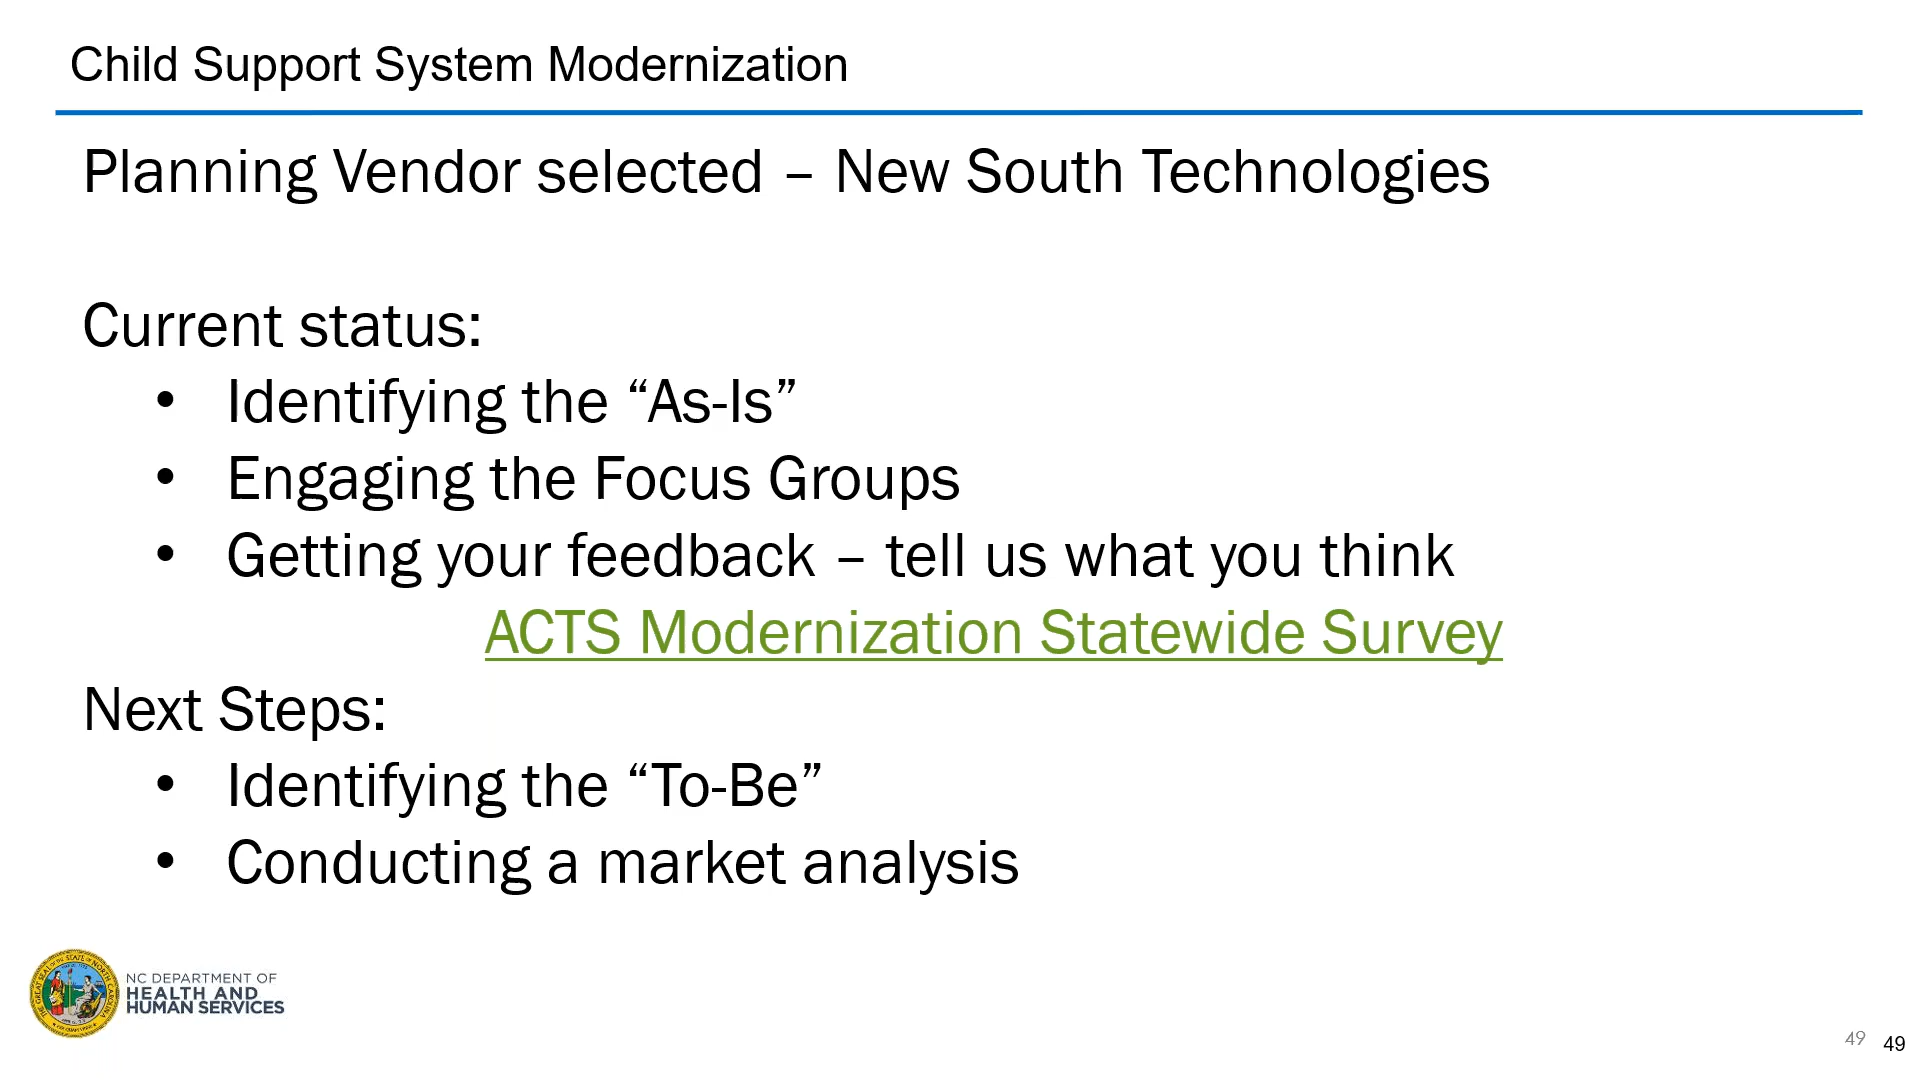 Child Support System Modernization
Planning Vendor selected – New South Technologies
Current status:
• Identifying the “As-Is”
• Engaging the Focus Groups
• Getting your feedback – tell us what you think
ACTS Modernization Statewide Survey
Next Steps:
• Identifying the “To-Be”
• Conducting a market analysis
NC DEPARTMENT OF
HEALTH AND
HUMAN SERVICES
49
49